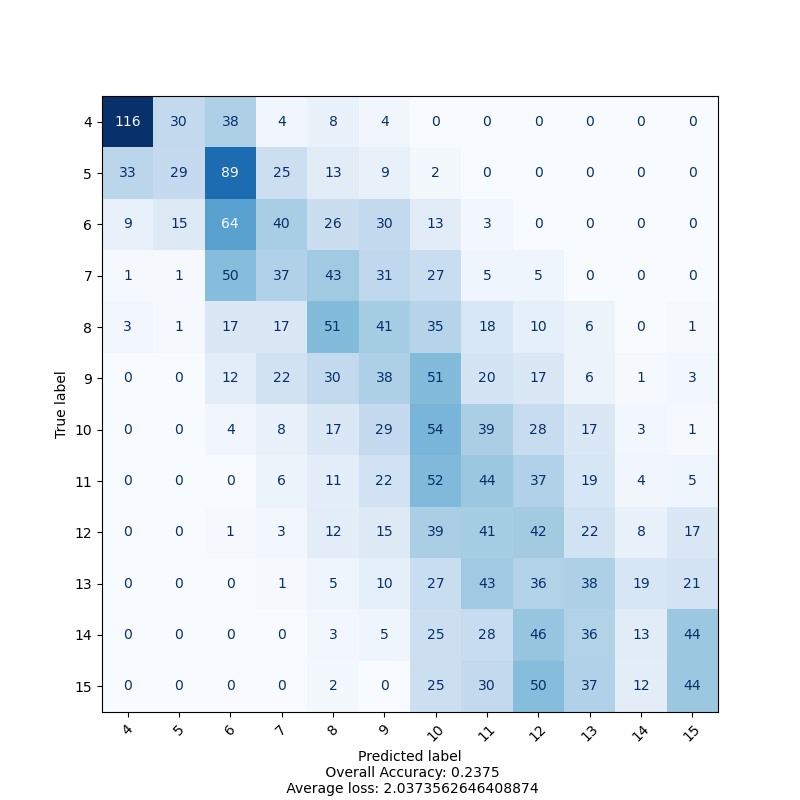 4 116 30 38 4 8 4 0 0 0 0 0 0
5 33 29 89 25 13 9 2 0 0 0 0 0
6 9 15 64 40 26 30 13 3 0 0 0 0
7 1 1 50 37 43 31 27 5 5 0 0 0
8 3 1 17 17 51 41 35 18 10 6 0 1
9 0 0 12 22 30 38 51 20 17 6 1 3
10 0 0 4 8 17 29 54 39 28 17 3 1
11 0 0 0 6 11 22 52 44 37 19 4 5
12 0 0 1 3 12 15 39 41 42 22 8 17
13 0 0 0 1 5 10 27 43 36 38 19 21
14 0 0 0 0 3 5 25 28 46 36 13 44
15 0 0 0 0 2 0 25 30 50 37 12 44
True label
4 5 6 7 8 9 10 11 12 13 14 15
Predicted label
Overall Accuracy: 0.2375
Average loss: 2.0373562646408874